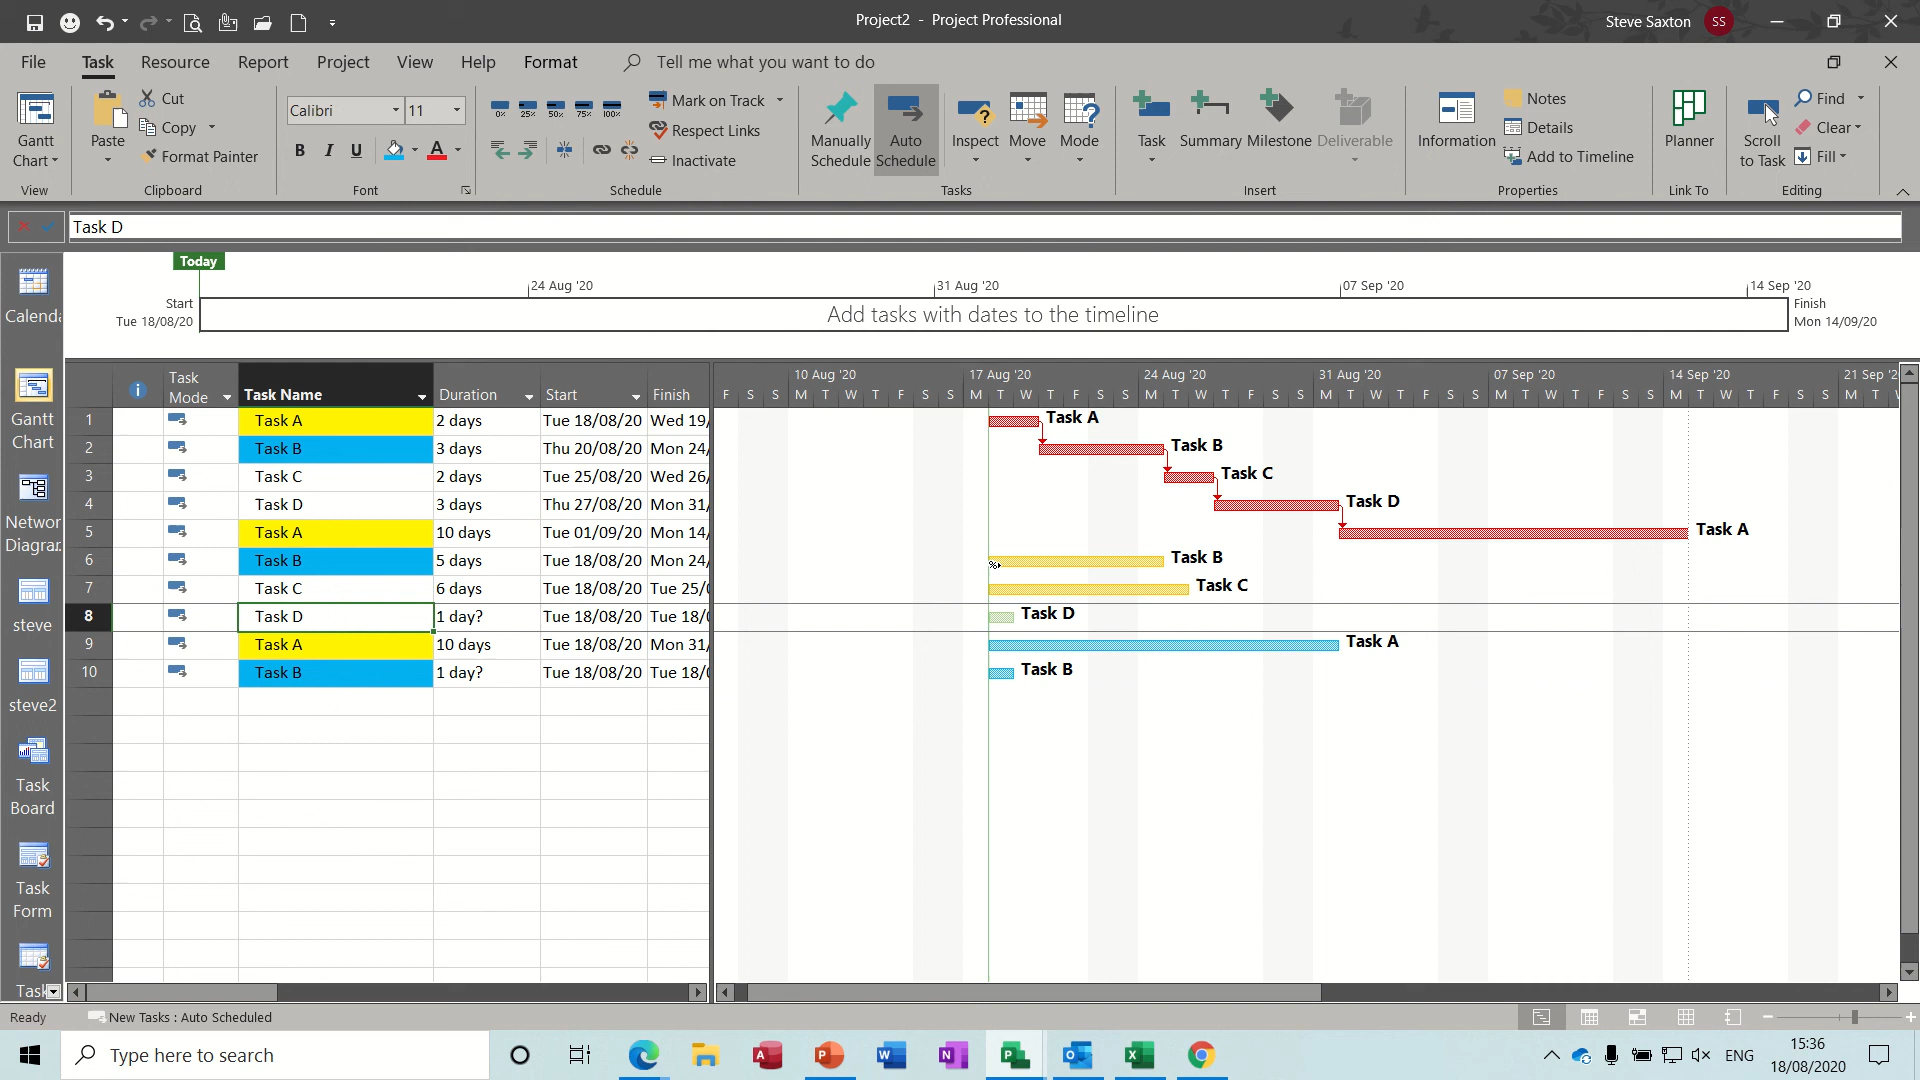 Project2 - Project Professional
Steve Saxton SS
File Task Resource Report Project View Help Format Tell me what you want to do
Gantt Chart
View
Paste
Cut
Copy
Format Painter
Clipboard
Calibri 11
B I U A
Font
0% 25% 50% 75% 100%
Mark on Track
Respect Links
Inactivate
Schedule
Manually Schedule
Auto Schedule
Inspect
Move
Mode
Tasks
Task
Summary
Milestone
Deliverable
Insert
Information
Notes
Details
Add to Timeline
Properties
Planner
Link To
Scroll to Task
Find
Clear
Fill
Editing
Task D
Today
24 Aug '20 31 Aug '20 07 Sep '20 14 Sep '20
Start
Tue 18/08/20
Add tasks with dates to the timeline
Finish
Mon 14/09/20
Calenda
Gantt Chart
Networ
Diagra
steve
steve2
Task Board
Task Form
Task
Task Mode Task Name Duration Start Finish
1 Task A 2 days Tue 18/08/20 Wed 19/
2 Task B 3 days Thu 20/08/20 Mon 24/
3 Task C 2 days Tue 25/08/20 Wed 26/
4 Task D 3 days Thu 27/08/20 Mon 31/
5 Task A 10 days Tue 01/09/20 Mon 14/
6 Task B 5 days Tue 18/08/20 Mon 24/
7 Task C 6 days Tue 18/08/20 Tue 25/0
8 Task D 1 day? Tue 18/08/20 Tue 18/0
9 Task A 10 days Tue 18/08/20 Mon 31/
10 Task B 1 day? Tue 18/08/20 Tue 18/0
10 Aug '20 17 Aug '20 24 Aug '20 31 Aug '20 07 Sep '20 14 Sep '20 21 Sep '2
F S S M T W T F S S M T W T F S S M T W T F S S M T W T F S S M T W T F S S M T W T F S S M T
Task A
Task B
Task C
Task D
Task A
Task B
Task C
Task D
Task A
Task B
Ready New Tasks : Auto Scheduled
Type here to search
ENG
15:36
18/08/2020